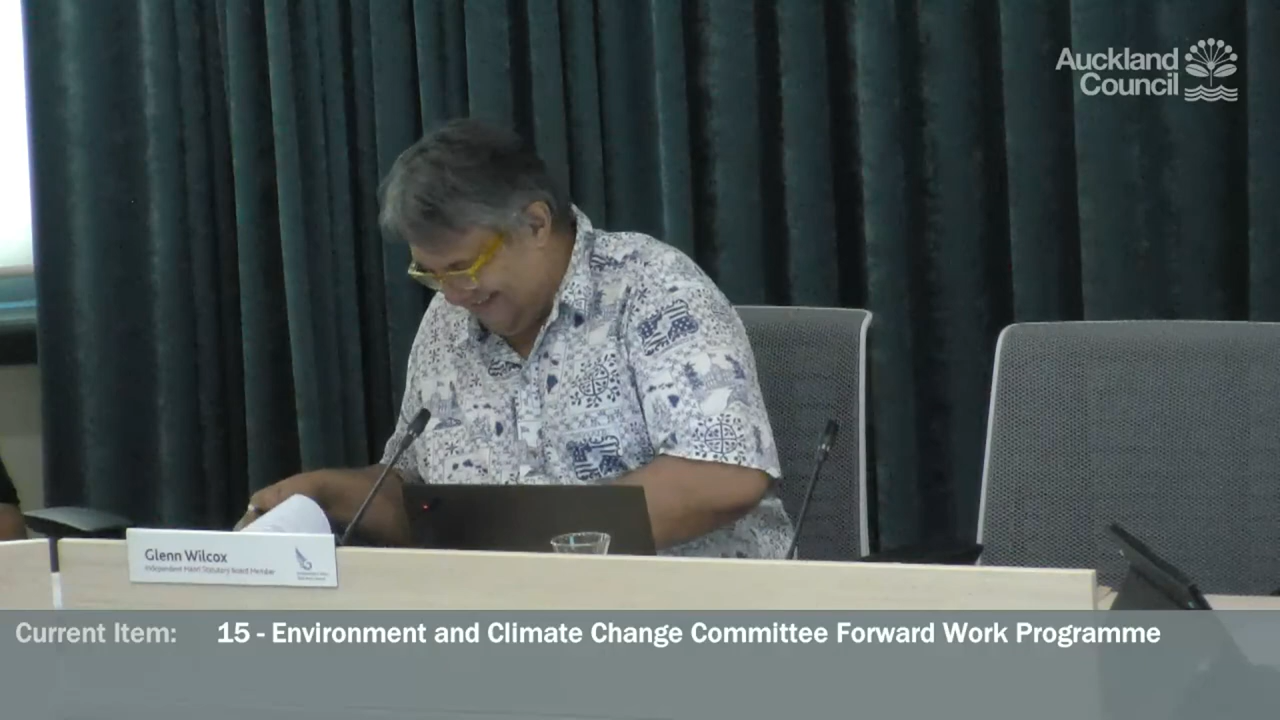 Auckland
Council
Glenn Wilcox
Independent Māori Statutory Board Member
Current Item: 15 - Environment and Climate Change Committee Forward Work Programme